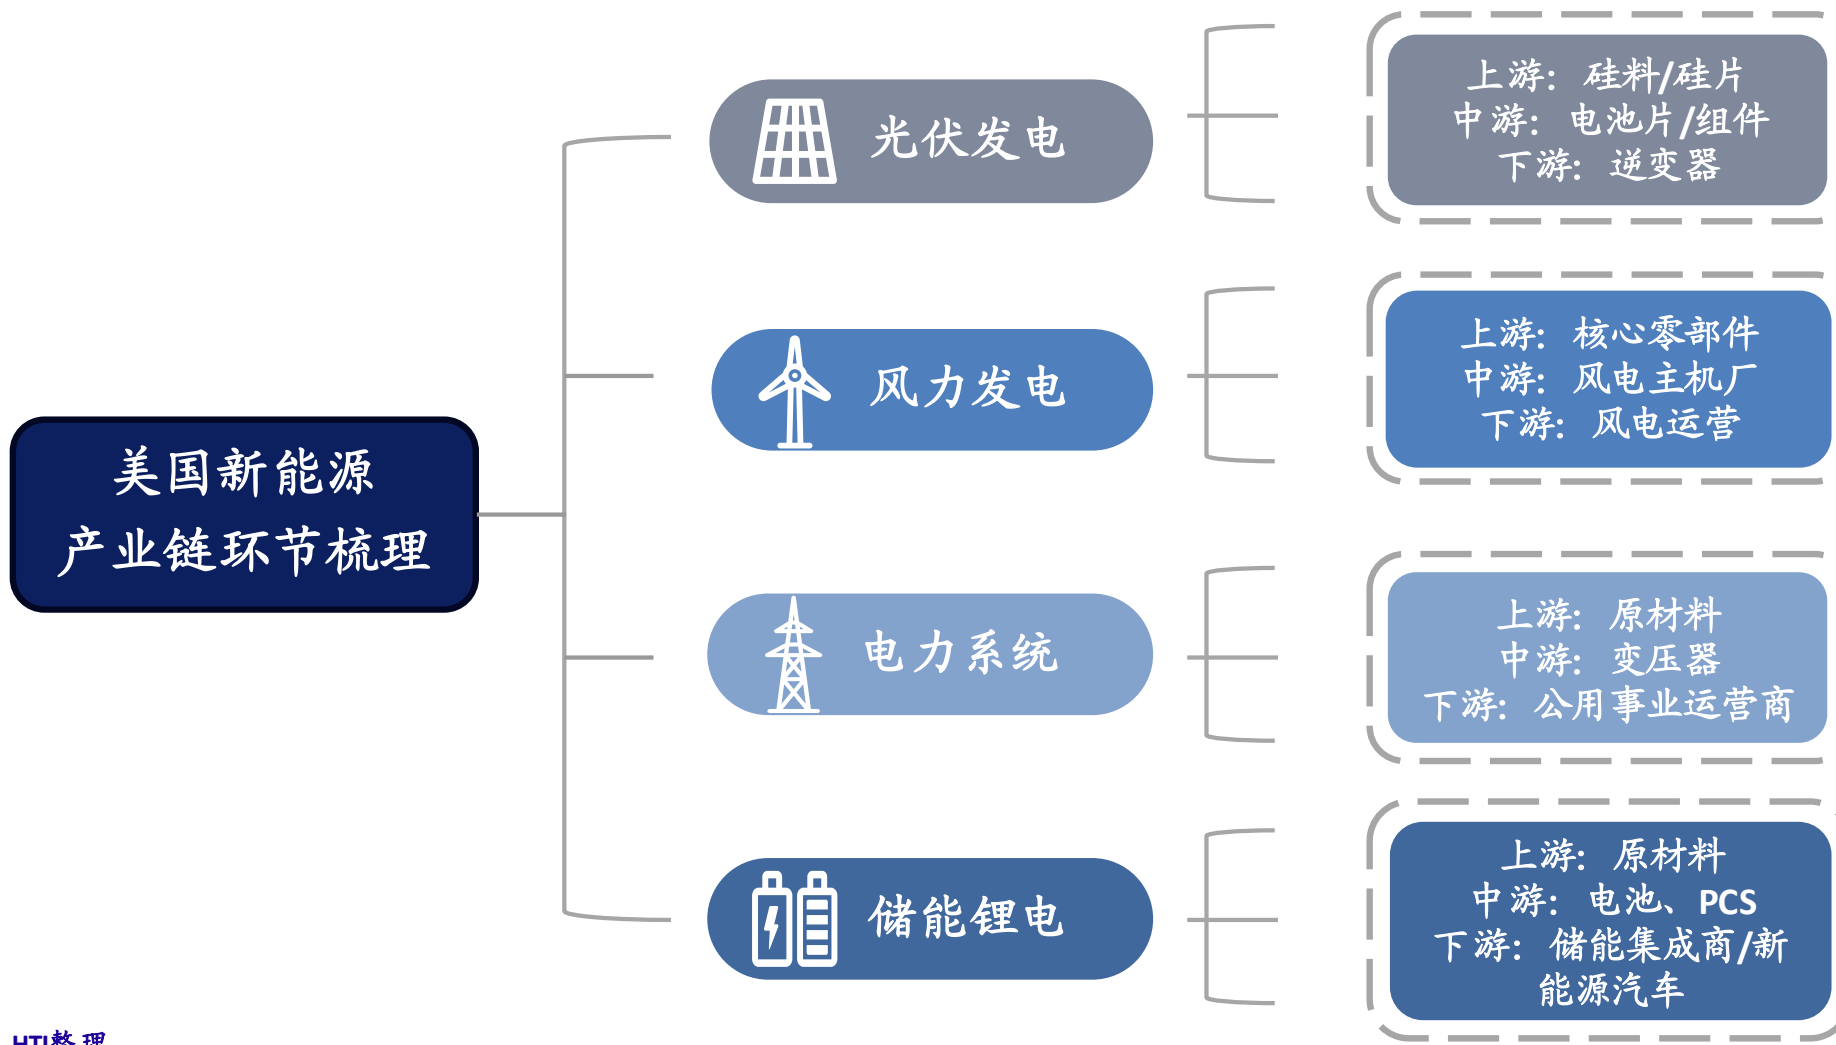 美国新能源
产业链环节梳理
光伏发电
上游：硅料/硅片
中游：电池片/组件
下游：逆变器
风力发电
上游：核心零部件
中游：风电主机厂
下游：风电运营
电力系统
上游：原材料
中游：变压器
下游：公用事业运营商
储能锂电
上游：原材料
中游：电池、PCS
下游：储能集成商/新
能源汽车
HTI整理